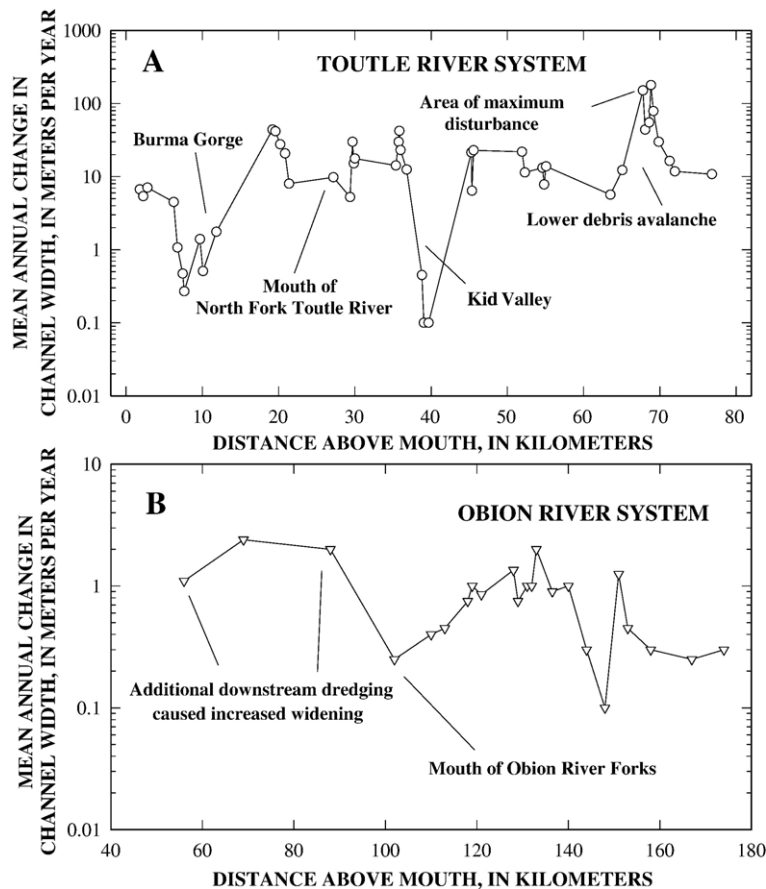 A
TOUTLE RIVER SYSTEM
MEAN ANNUAL CHANGE IN
CHANNEL WIDTH, IN METERS PER YEAR
1000
100
10
1
0.1
0.01
Burma Gorge
Area of maximum
disturbance
Lower debris avalanche
Mouth of
North Fork Toutle River
Kid Valley
0 10 20 30 40 50 60 70 80
DISTANCE ABOVE MOUTH, IN KILOMETERS
B
OBION RIVER SYSTEM
MEAN ANNUAL CHANGE IN
CHANNEL WIDTH, IN METERS PER YEAR
10
1
0.1
0.01
Additional downstream dredging
caused increased widening
Mouth of Obion River Forks
40 60 80 100 120 140 160 180
DISTANCE ABOVE MOUTH, IN KILOMETERS